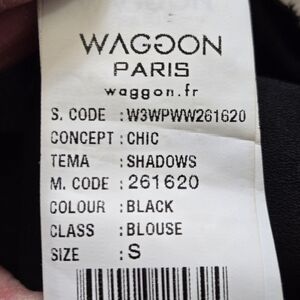 WAGGON
PARIS
waggon.fr
S. CODE : W3WPWW261620
CONCEPT : CHIC
TEMA : SHADOWS
M. CODE : 261620
COLOUR : BLACK
CLASS : BLOUSE
SIZE : S